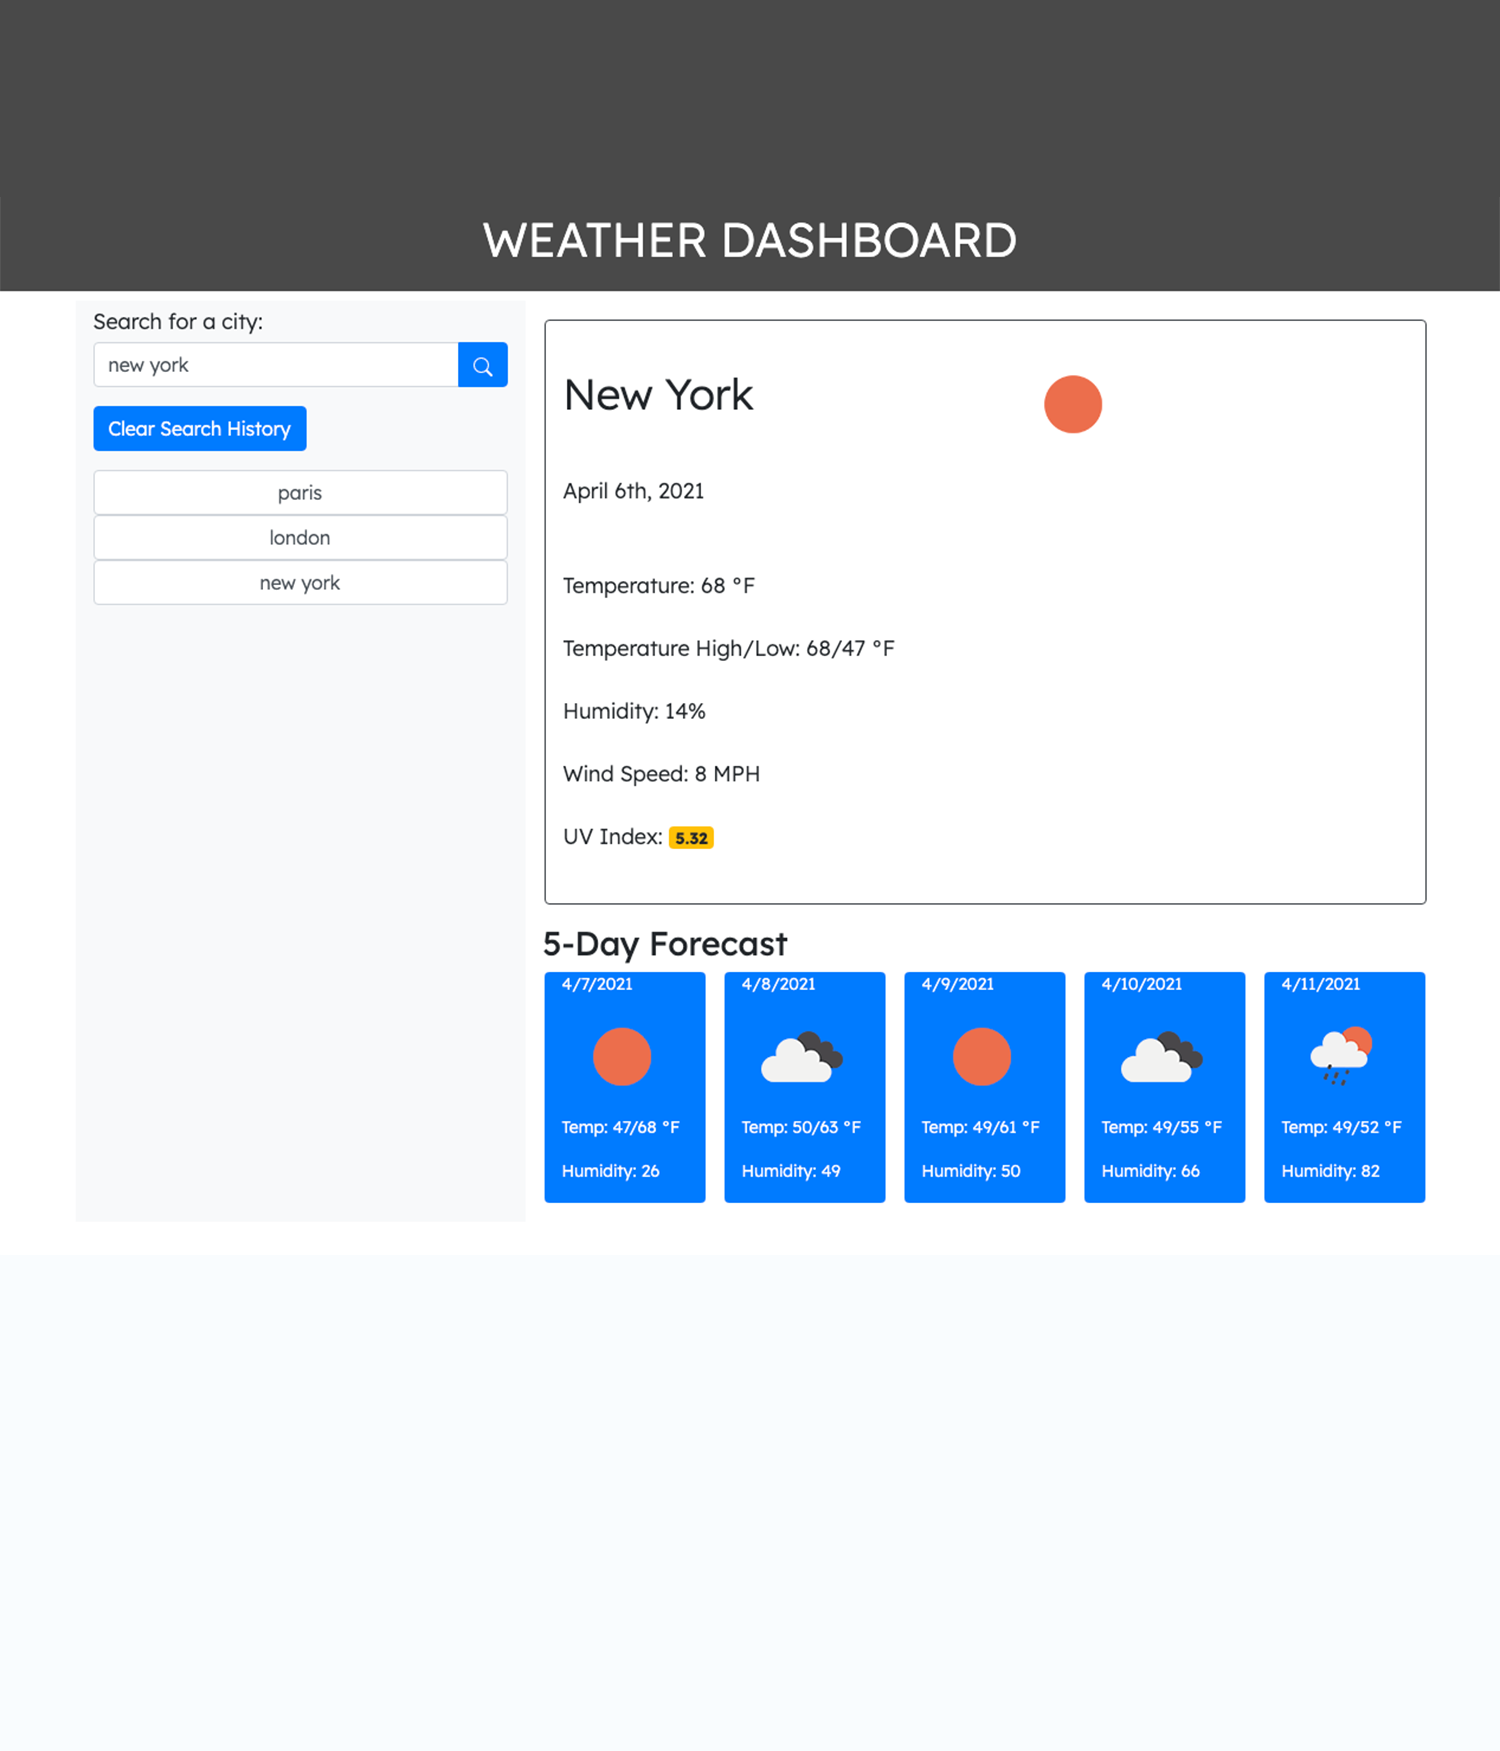 WEATHER DASHBOARD
Search for a city:
new york
Clear Search History
paris
london
new york
New York
April 6th, 2021
Temperature: 68 °F
Temperature High/Low: 68/47 °F
Humidity: 14%
Wind Speed: 8 MPH
UV Index: 5.32
5-Day Forecast
4/7/2021
Temp: 47/68 °F
Humidity: 26
4/8/2021
Temp: 50/63 °F
Humidity: 49
4/9/2021
Temp: 49/61 °F
Humidity: 50
4/10/2021
Temp: 49/55 °F
Humidity: 66
4/11/2021
Temp: 49/52 °F
Humidity: 82